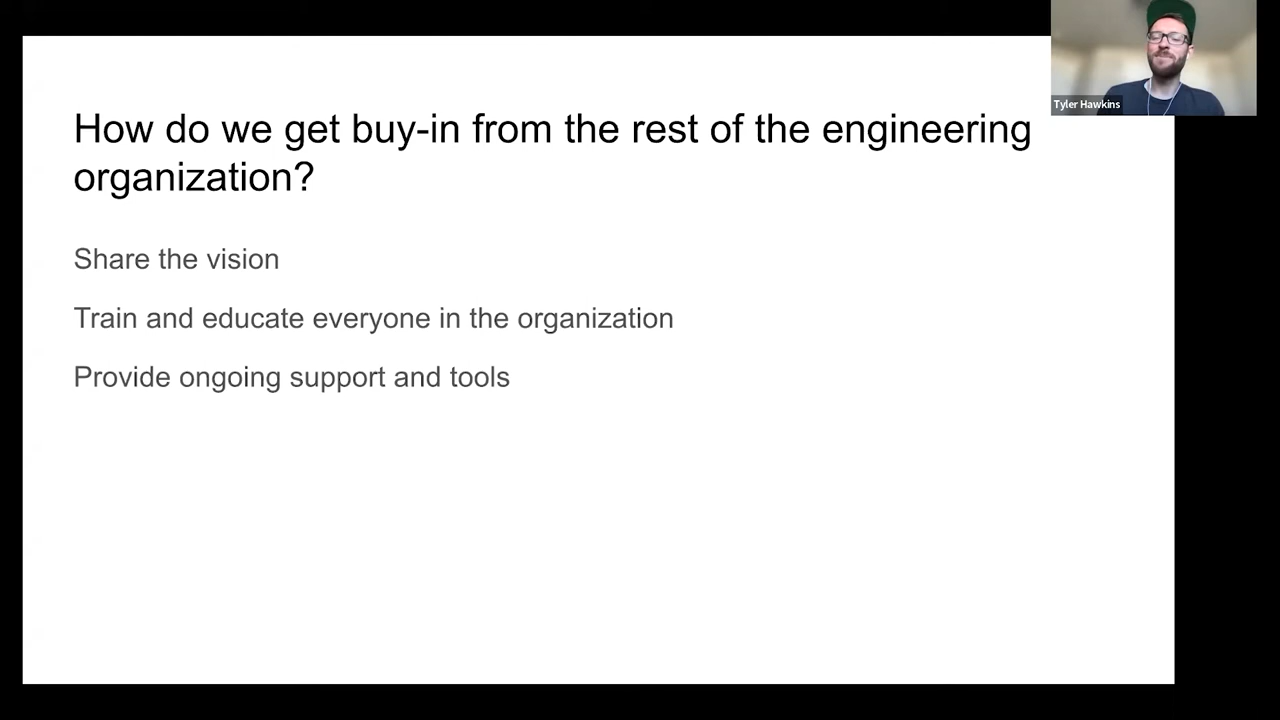 How do we get buy-in from the rest of the engineering
organization?
Share the vision
Train and educate everyone in the organization
Provide ongoing support and tools
Tyler Hawkins